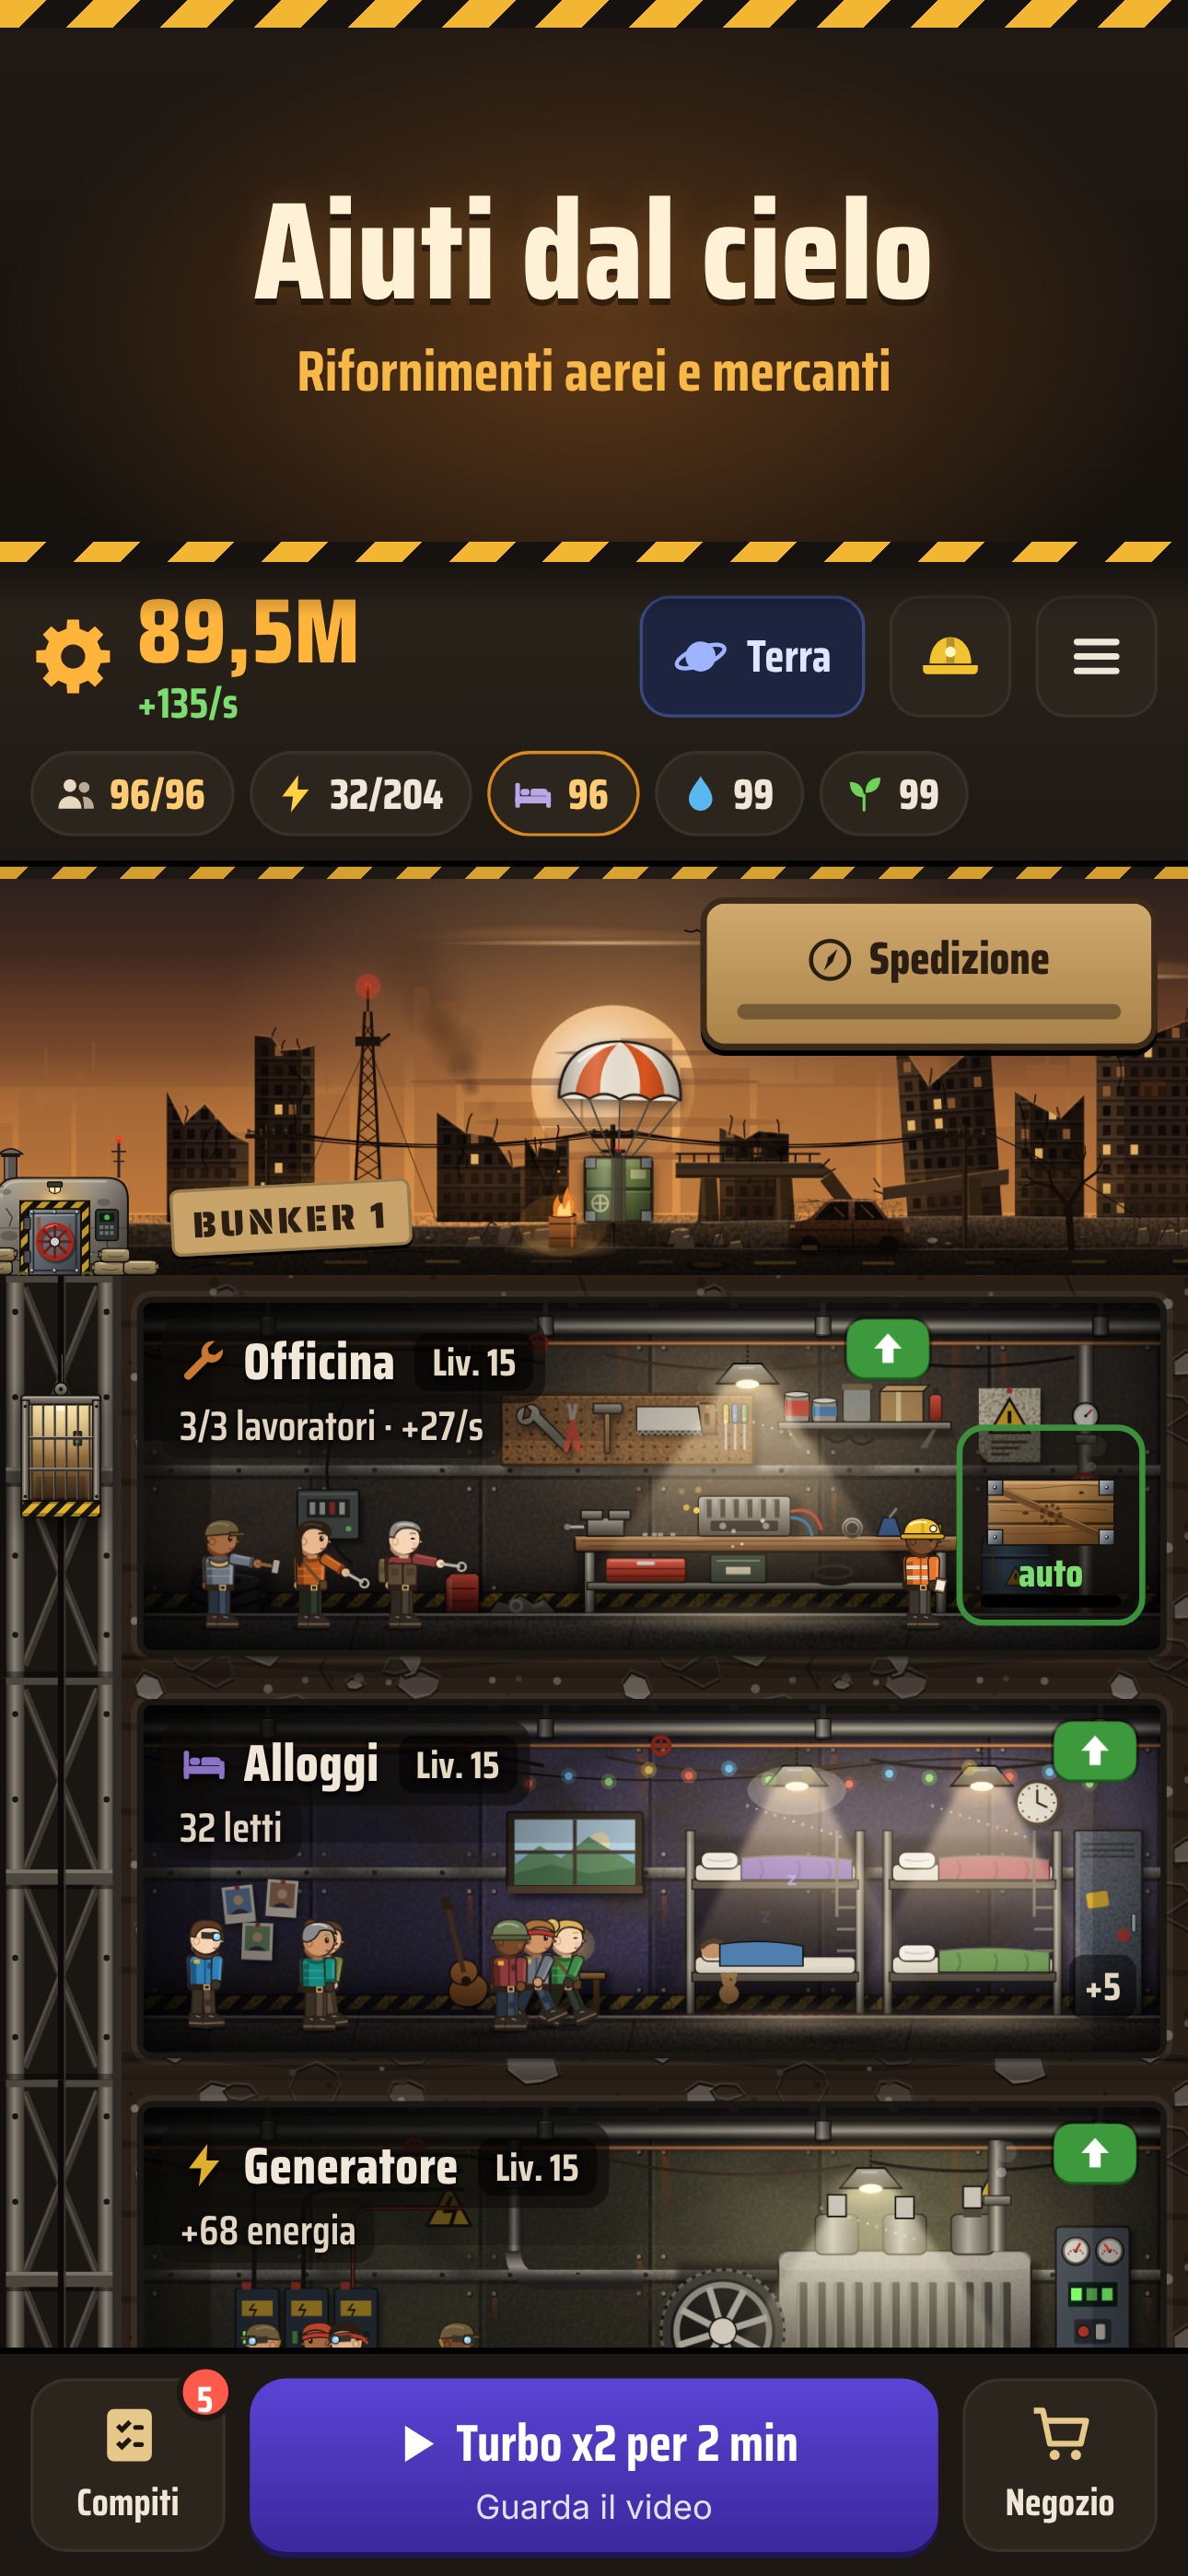 Aiuti dal cielo
Rifornimenti aerei e mercanti
89,5M
+135/s
Terra
96/96
32/204
96
99
99
Spedizione
BUNKER 1
Officina
Liv. 15
3/3 lavoratori · +27/s
auto
Alloggi
Liv. 15
32 letti
z
z
+5
Generatore
Liv. 15
+68 energia
5
Compiti
Turbo x2 per 2 min
Guarda il video
Negozio